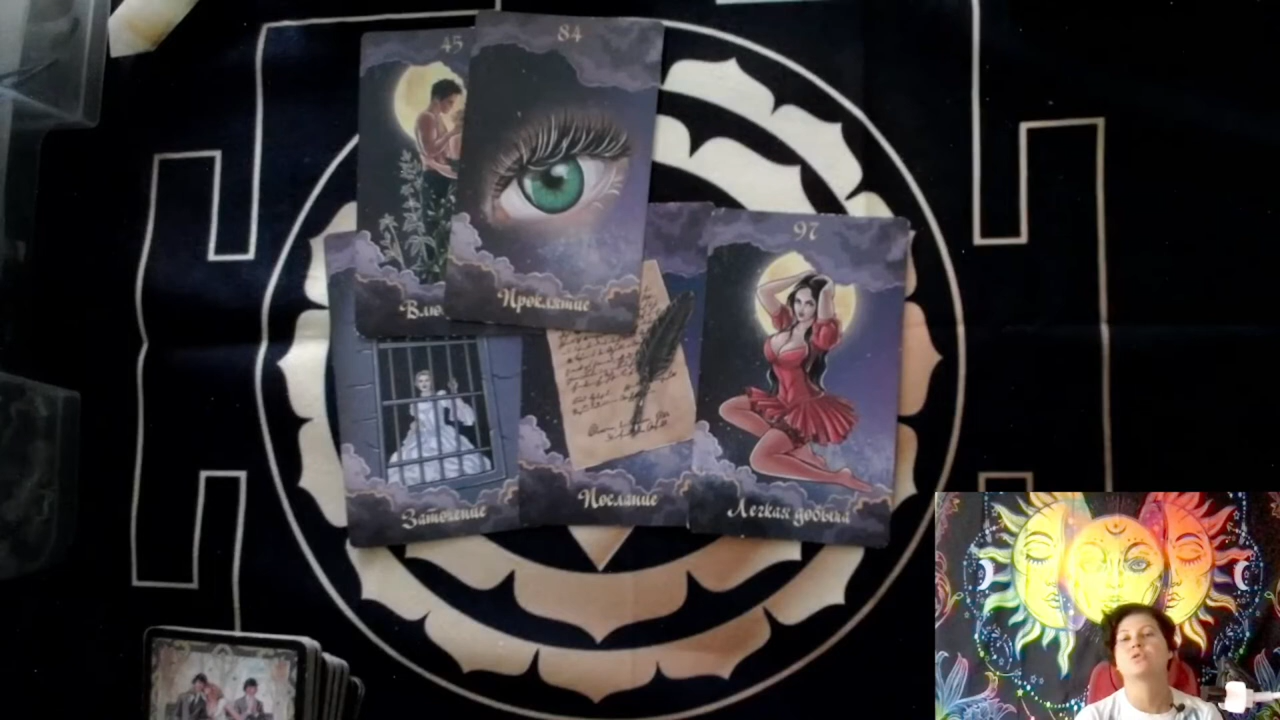 45
84
Проклятие
97
Заточение
Послание
Легкая добыча